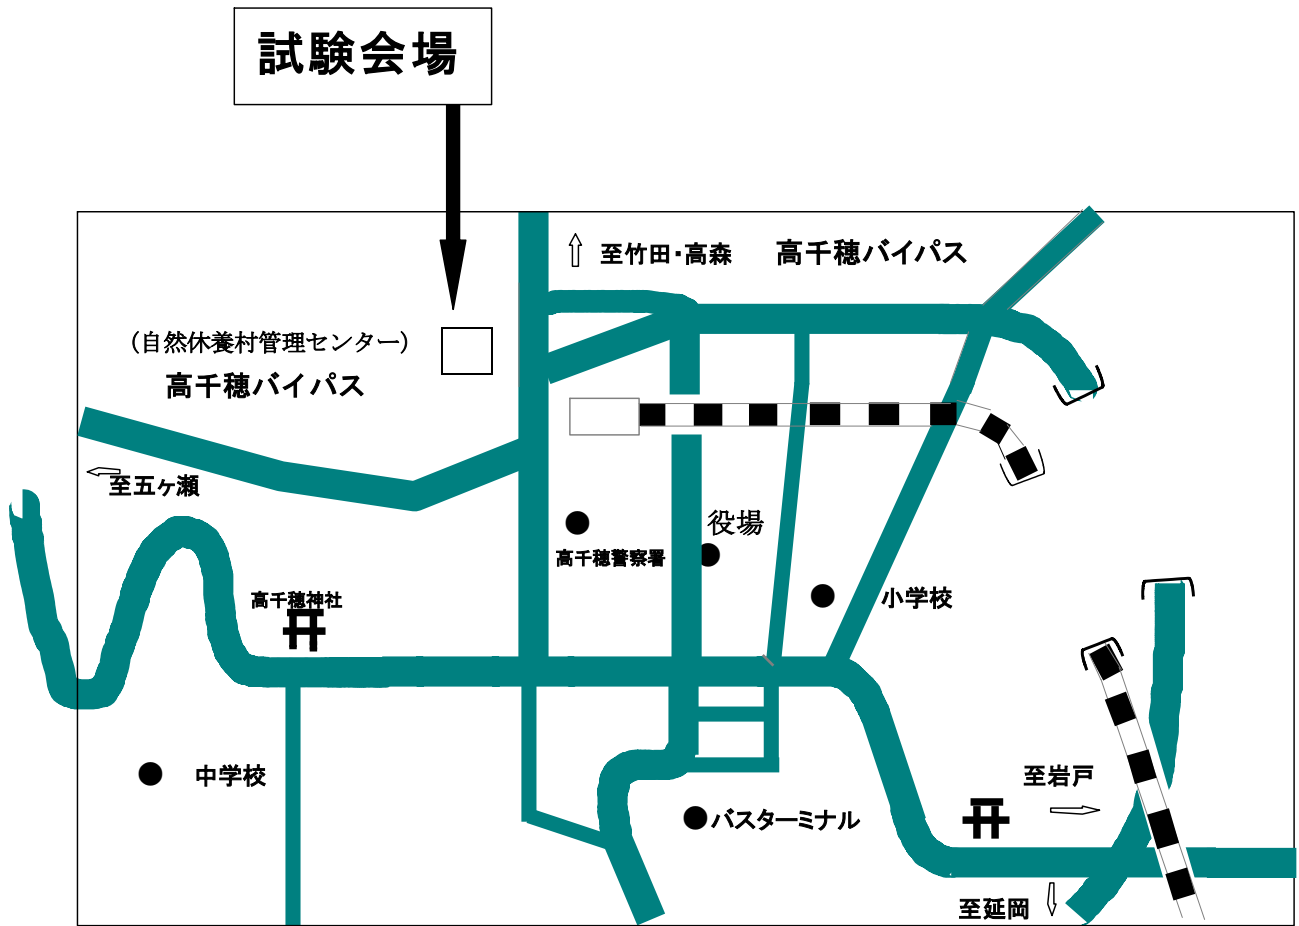 試験会場
至竹田・高森
高千穂バイパス
（自然休養村管理センター）
高千穂バイパス
至五ヶ瀬
役場
高千穂警察署
高千穂神社
小学校
中学校
至岩戸
バスターミナル
至延岡